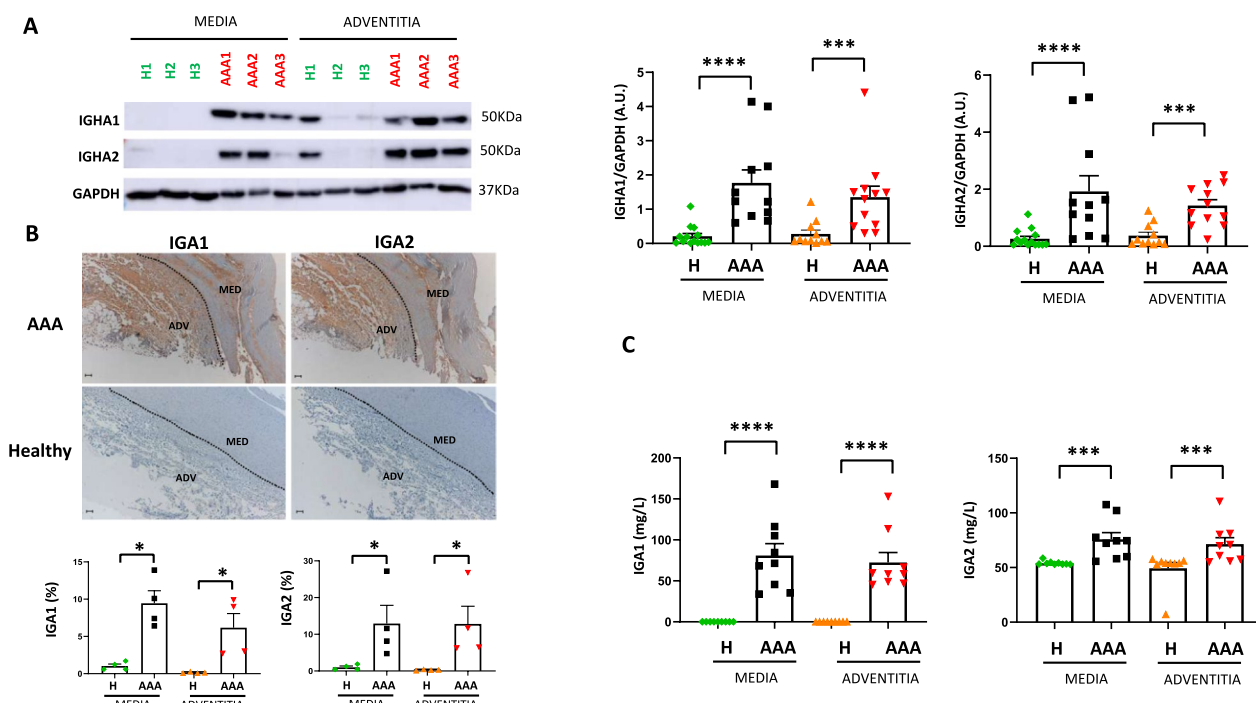 A
MEDIA
ADVENTITIA
H1 H2 H3 AAA1 AAA2 AAA3 H1 H2 H3 AAA1 AAA2 AAA3
IGHA1 50KDa
IGHA2 50KDa
GAPDH 37KDa
IGHA1/GAPDH (A.U.)
5
4
3
2
1
0
****
***
H AAA H AAA
MEDIA ADVENTITIA
IGHA2/GAPDH (A.U.)
6
4
2
0
****
***
H AAA H AAA
MEDIA ADVENTITIA
B
IGA1 IGA2
AAA
MED
ADV
MED
ADV
Healthy
MED
ADV
MED
ADV
IGA1 (%)
15
10
5
0
*
*
H AAA H AAA
MEDIA ADVENTITIA
IGA2 (%)
30
20
10
0
*
*
H AAA H AAA
MEDIA ADVENTITIA
C
IGA1 (mg/L)
200
150
100
50
0
****
****
H AAA H AAA
MEDIA ADVENTITIA
IGA2 (mg/L)
150
100
50
0
***
***
H AAA H AAA
MEDIA ADVENTITIA